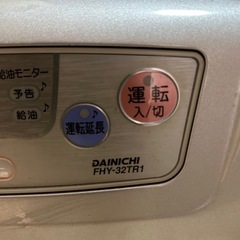 給油モニター
予告
給油
運転延長
運転
入/切
DAINICHI
FHY-32TR1